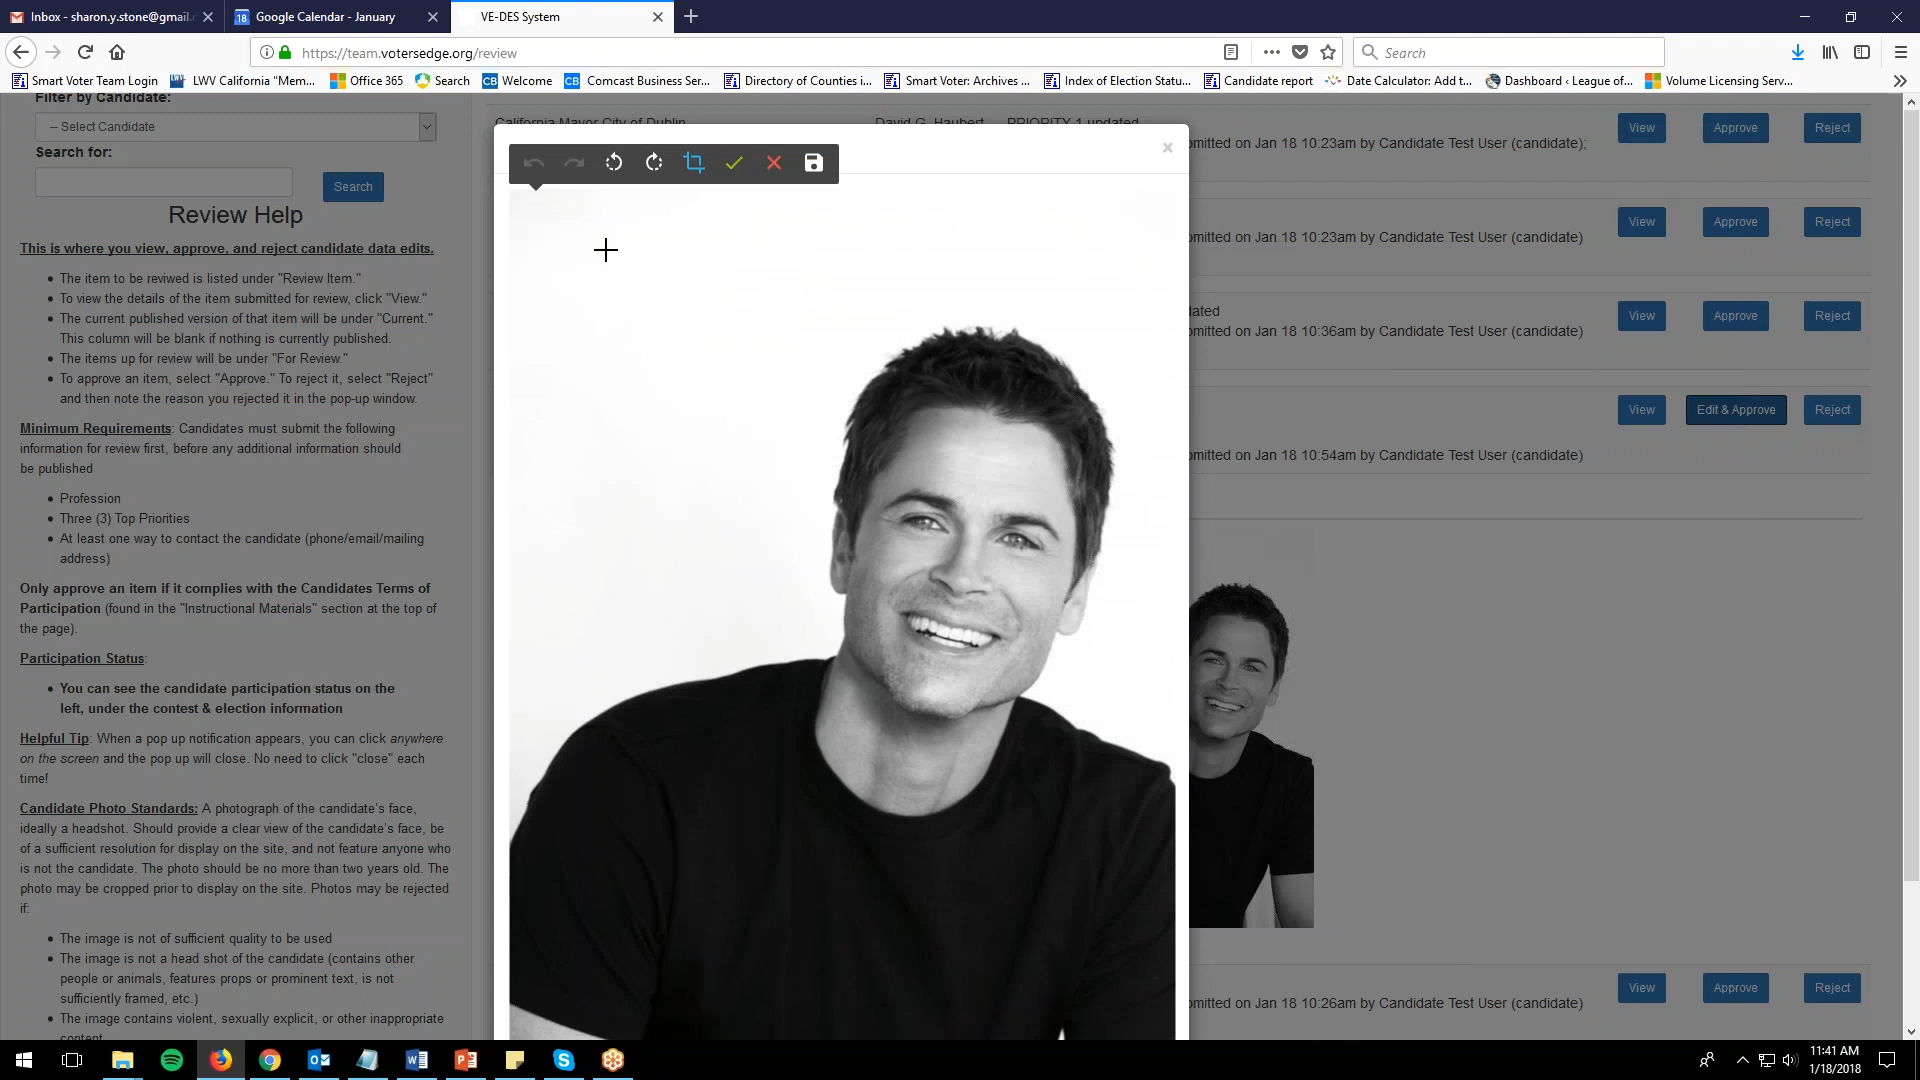 Inbox - sharon.y.stone@gmail.
Google Calendar - January
VE-DES System
https://team.votersedge.org/review
Search
Smart Voter Team Login
LWV California "Mem...
Office 365
Search
Welcome
Comcast Business Ser...
Directory of Counties i...
Smart Voter: Archives ...
Index of Election Statu...
Candidate report
Date Calculator: Add t...
Dashboard ‹ League of...
Volume Licensing Serv...
Filter by Candidate:
-- Select Candidate
Search for:
Search
Review Help
This is where you view, approve, and reject candidate data edits.
• The item to be reviwed is listed under "Review Item."
• To view the details of the item submitted for review, click "View."
• The current published version of that item will be under "Current."
This column will be blank if nothing is currently published.
• The items up for review will be under "For Review."
• To approve an item, select "Approve." To reject it, select "Reject"
and then note the reason you rejected it in the pop-up window.
Minimum Requirements: Candidates must submit the following
information for review first, before any additional information should
be published
• Profession
• Three (3) Top Priorities
• At least one way to contact the candidate (phone/email/mailing
address)
Only approve an item if it complies with the Candidates Terms of
Participation (found in the "Instructional Materials" section at the top of
the page).
Participation Status:
• You can see the candidate participation status on the
left, under the contest & election information
Helpful Tip: When a pop up notification appears, you can click anywhere
on the screen and the pop up will close. No need to click "close" each
time!
Candidate Photo Standards: A photograph of the candidate's face,
ideally a headshot. Should provide a clear view of the candidate's face, be
of a sufficient resolution for display on the site, and not feature anyone who
is not the candidate. The photo should be no more than two years old. The
photo may be cropped prior to display on the site. Photos may be rejected
if:
• The image is not of sufficient quality to be used
• The image is not a head shot of the candidate (contains other
people or animals, features props or prominent text, is not
sufficiently framed, etc.)
• The image contains violent, sexually explicit, or other inappropriate
content
California Mayor City of Dublin
David G. Haubert
PRIORITY 1 updated
omitted on Jan 18 10:23am by Candidate Test User (candidate);
View
Approve
Reject
omitted on Jan 18 10:23am by Candidate Test User (candidate)
View
Approve
Reject
dated
omitted on Jan 18 10:36am by Candidate Test User (candidate)
View
Approve
Reject
View
Edit & Approve
Reject
omitted on Jan 18 10:54am by Candidate Test User (candidate)
omitted on Jan 18 10:26am by Candidate Test User (candidate)
View
Approve
Reject
11:41 AM
1/18/2018